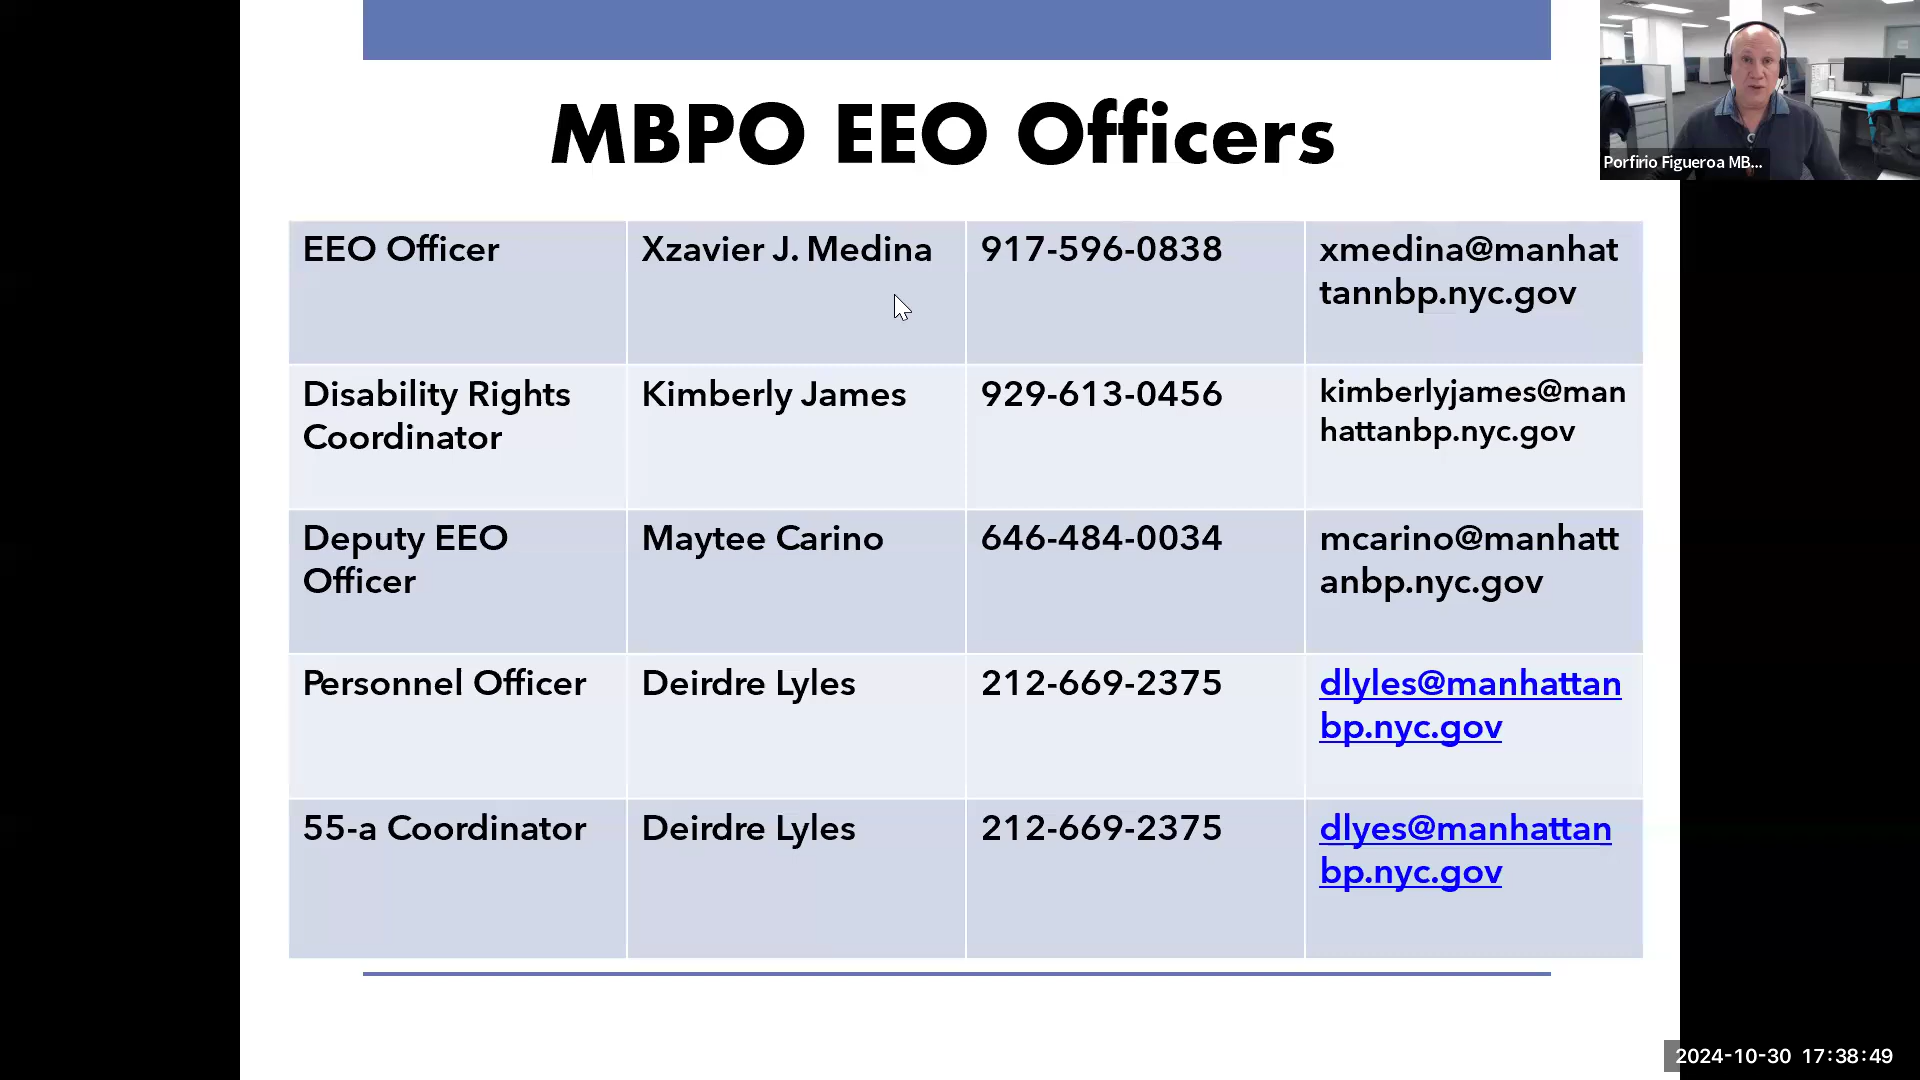 MBPO EEO Officers
Porfirio Figueroa MB...
EEO Officer
Xzavier J. Medina
917-596-0838
xmedina@manhat
tannbp.nyc.gov
Disability Rights
Coordinator
Kimberly James
929-613-0456
kimberlyjames@man
hattanbp.nyc.gov
Deputy EEO
Officer
Maytee Carino
646-484-0034
mcarino@manhatt
anbp.nyc.gov
Personnel Officer
Deirdre Lyles
212-669-2375
dlyles@manhattan
bp.nyc.gov
55-a Coordinator
Deirdre Lyles
212-669-2375
dlyes@manhattan
bp.nyc.gov
2024-10-30 17:38:49